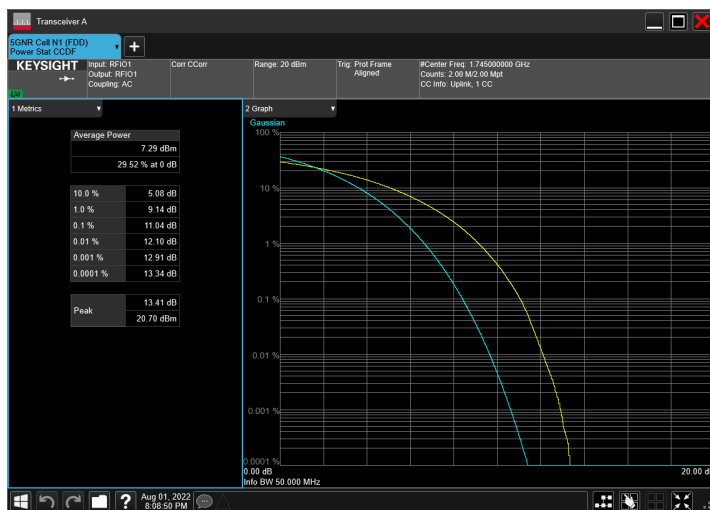 Transceiver A
5GNR Cell N1 (FDD)
Power Stat CCDF
KEYSIGHT
LXI
Input: RFIO1
Output: RFIO1
Coupling: AC
Corr CCorr
Range: 20 dBm
Trig: Prot Frame
Aligned
#Center Freq: 1.745000000 GHz
Counts: 2.00 M/2.00 Mpt
CC Info: Uplink, 1 CC
1 Metrics
Average Power
7.29 dBm
29.52 % at 0 dB
10.0 % 5.08 dB
1.0 % 9.14 dB
0.1 % 11.04 dB
0.01 % 12.10 dB
0.001 % 12.91 dB
0.0001 % 13.34 dB
Peak
13.41 dB
20.70 dBm
2 Graph
Gaussian
100 %
10 %
1 %
0.1 %
0.01 %
0.001 %
0.0001 %
0.00 dB
20.00 d
Info BW 50.000 MHz
Aug 01, 2022
8:08:50 PM